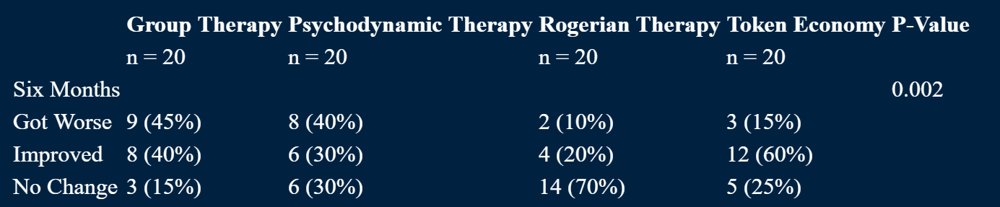 Group Therapy Psychodynamic Therapy Rogerian Therapy Token Economy P-Value
n = 20 n = 20 n = 20 n = 20
Six Months 0.002
Got Worse 9 (45%) 8 (40%) 2 (10%) 3 (15%)
Improved 8 (40%) 6 (30%) 4 (20%) 12 (60%)
No Change 3 (15%) 6 (30%) 14 (70%) 5 (25%)